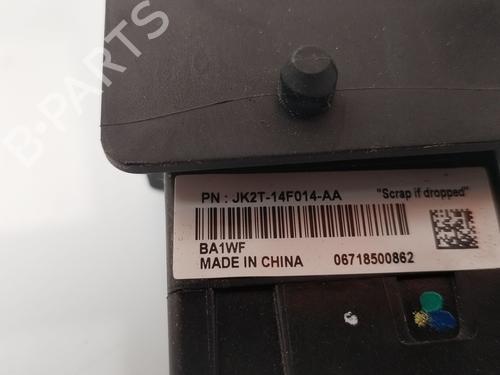 B-PARTS
PN : JK2T-14F014-AA "Scrap if dropped"
BA1WF
MADE IN CHINA 06718500862